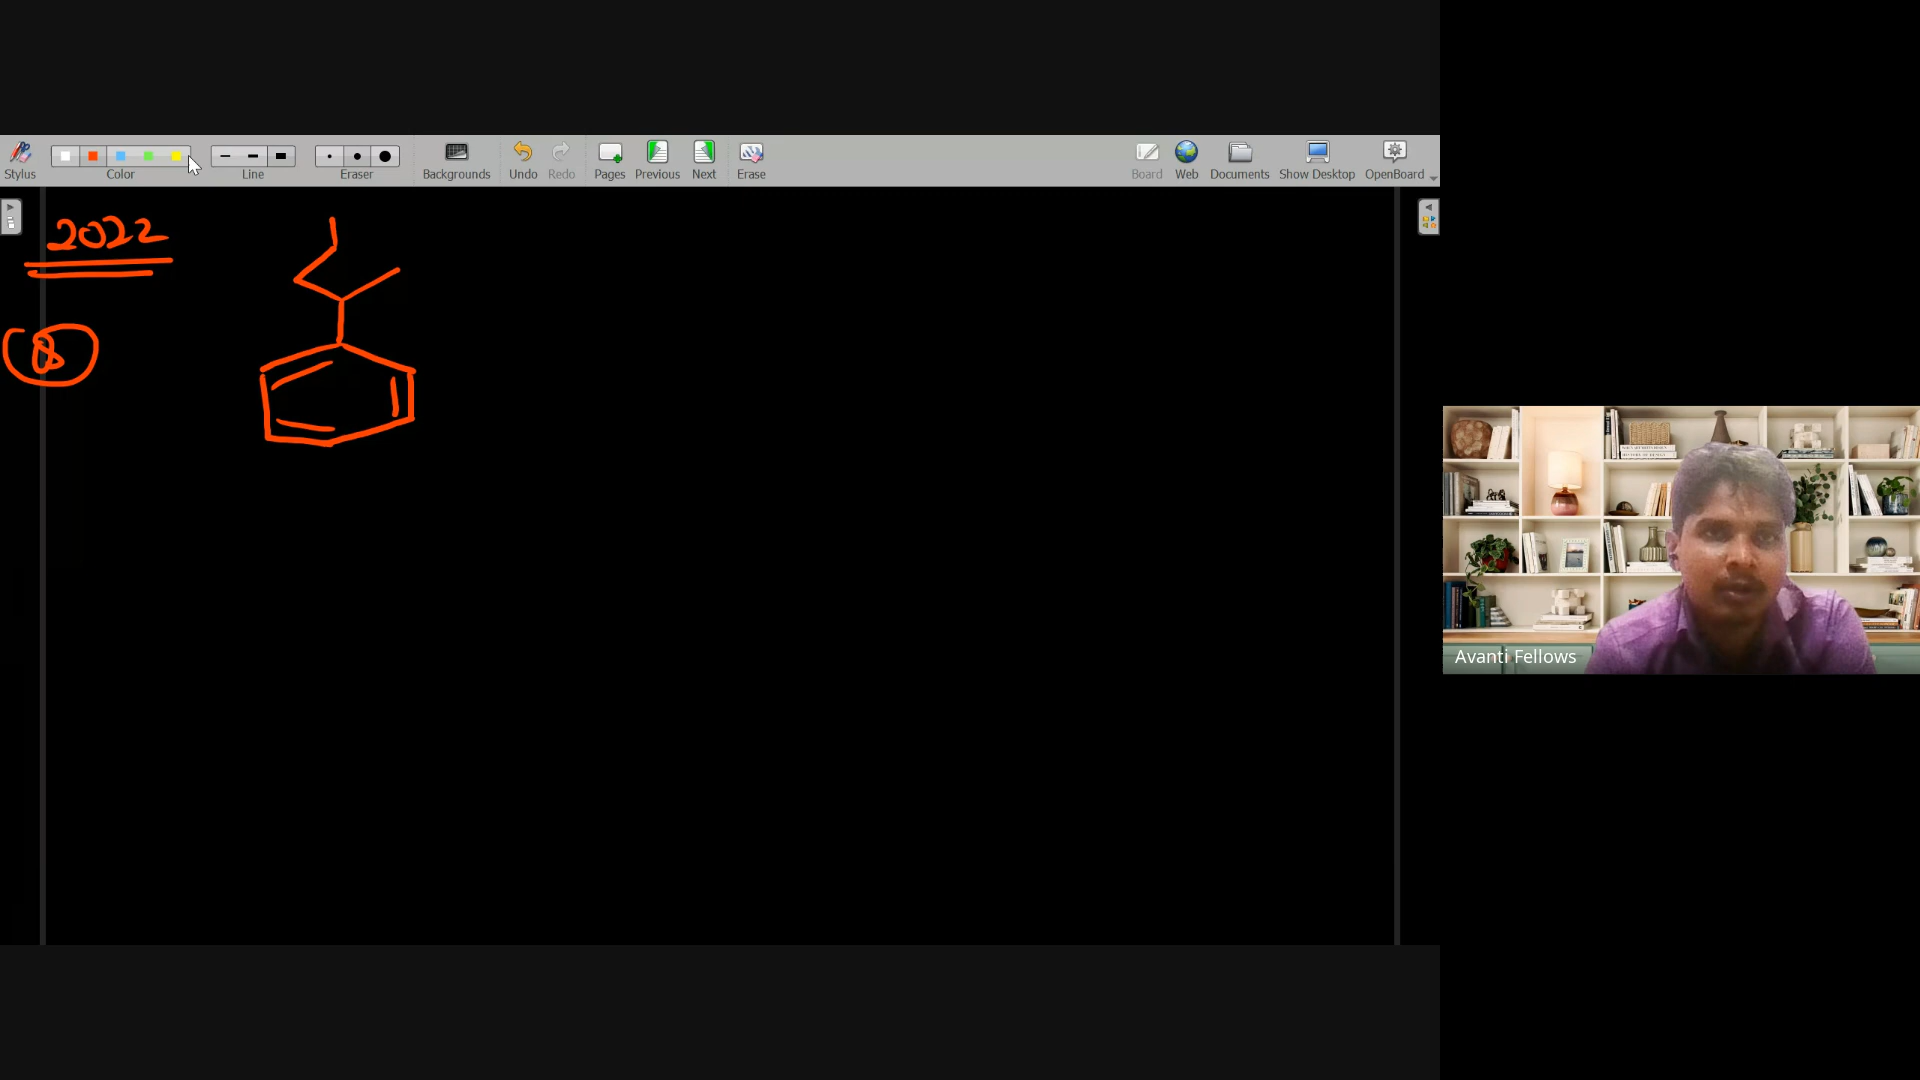 Stylus Color Line Eraser Backgrounds Undo Redo Pages Previous Next Erase Board Web Documents Show Desktop OpenBoard
2022
Avanti Fellows